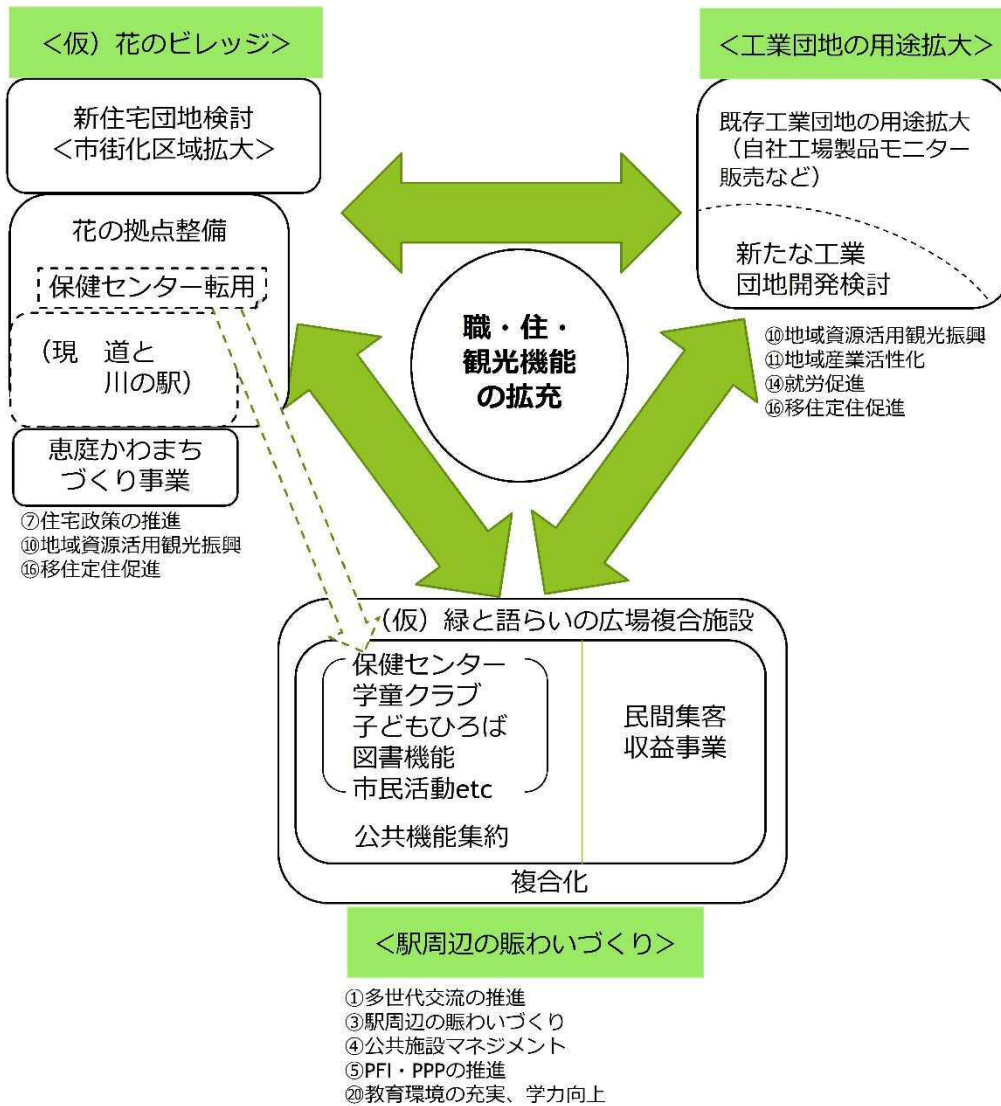 <仮）花のビレッジ>
新住宅団地検討
<市街化区域拡大>
花の拠点整備
保健センター転用
（現　道と
川の駅）
恵庭かわまち
づくり事業
⑦住宅政策の推進
⑩地域資源活用観光振興
⑯移住定住促進
<工業団地の用途拡大>
既存工業団地の用途拡大
（自社工場製品モニター
販売など）
新たな工業
団地開発検討
⑩地域資源活用観光振興
⑪地域産業活性化
⑭就労促進
⑯移住定住促進
職・住・
観光機能
の拡充
（仮）緑と語らいの広場複合施設
保健センター
学童クラブ
子どもひろば
図書機能
市民活動etc
公共機能集約
民間集客
収益事業
複合化
<駅周辺の賑わいづくり>
①多世代交流の推進
③駅周辺の賑わいづくり
④公共施設マネジメント
⑤PFI・PPPの推進
⑳教育環境の充実、学力向上